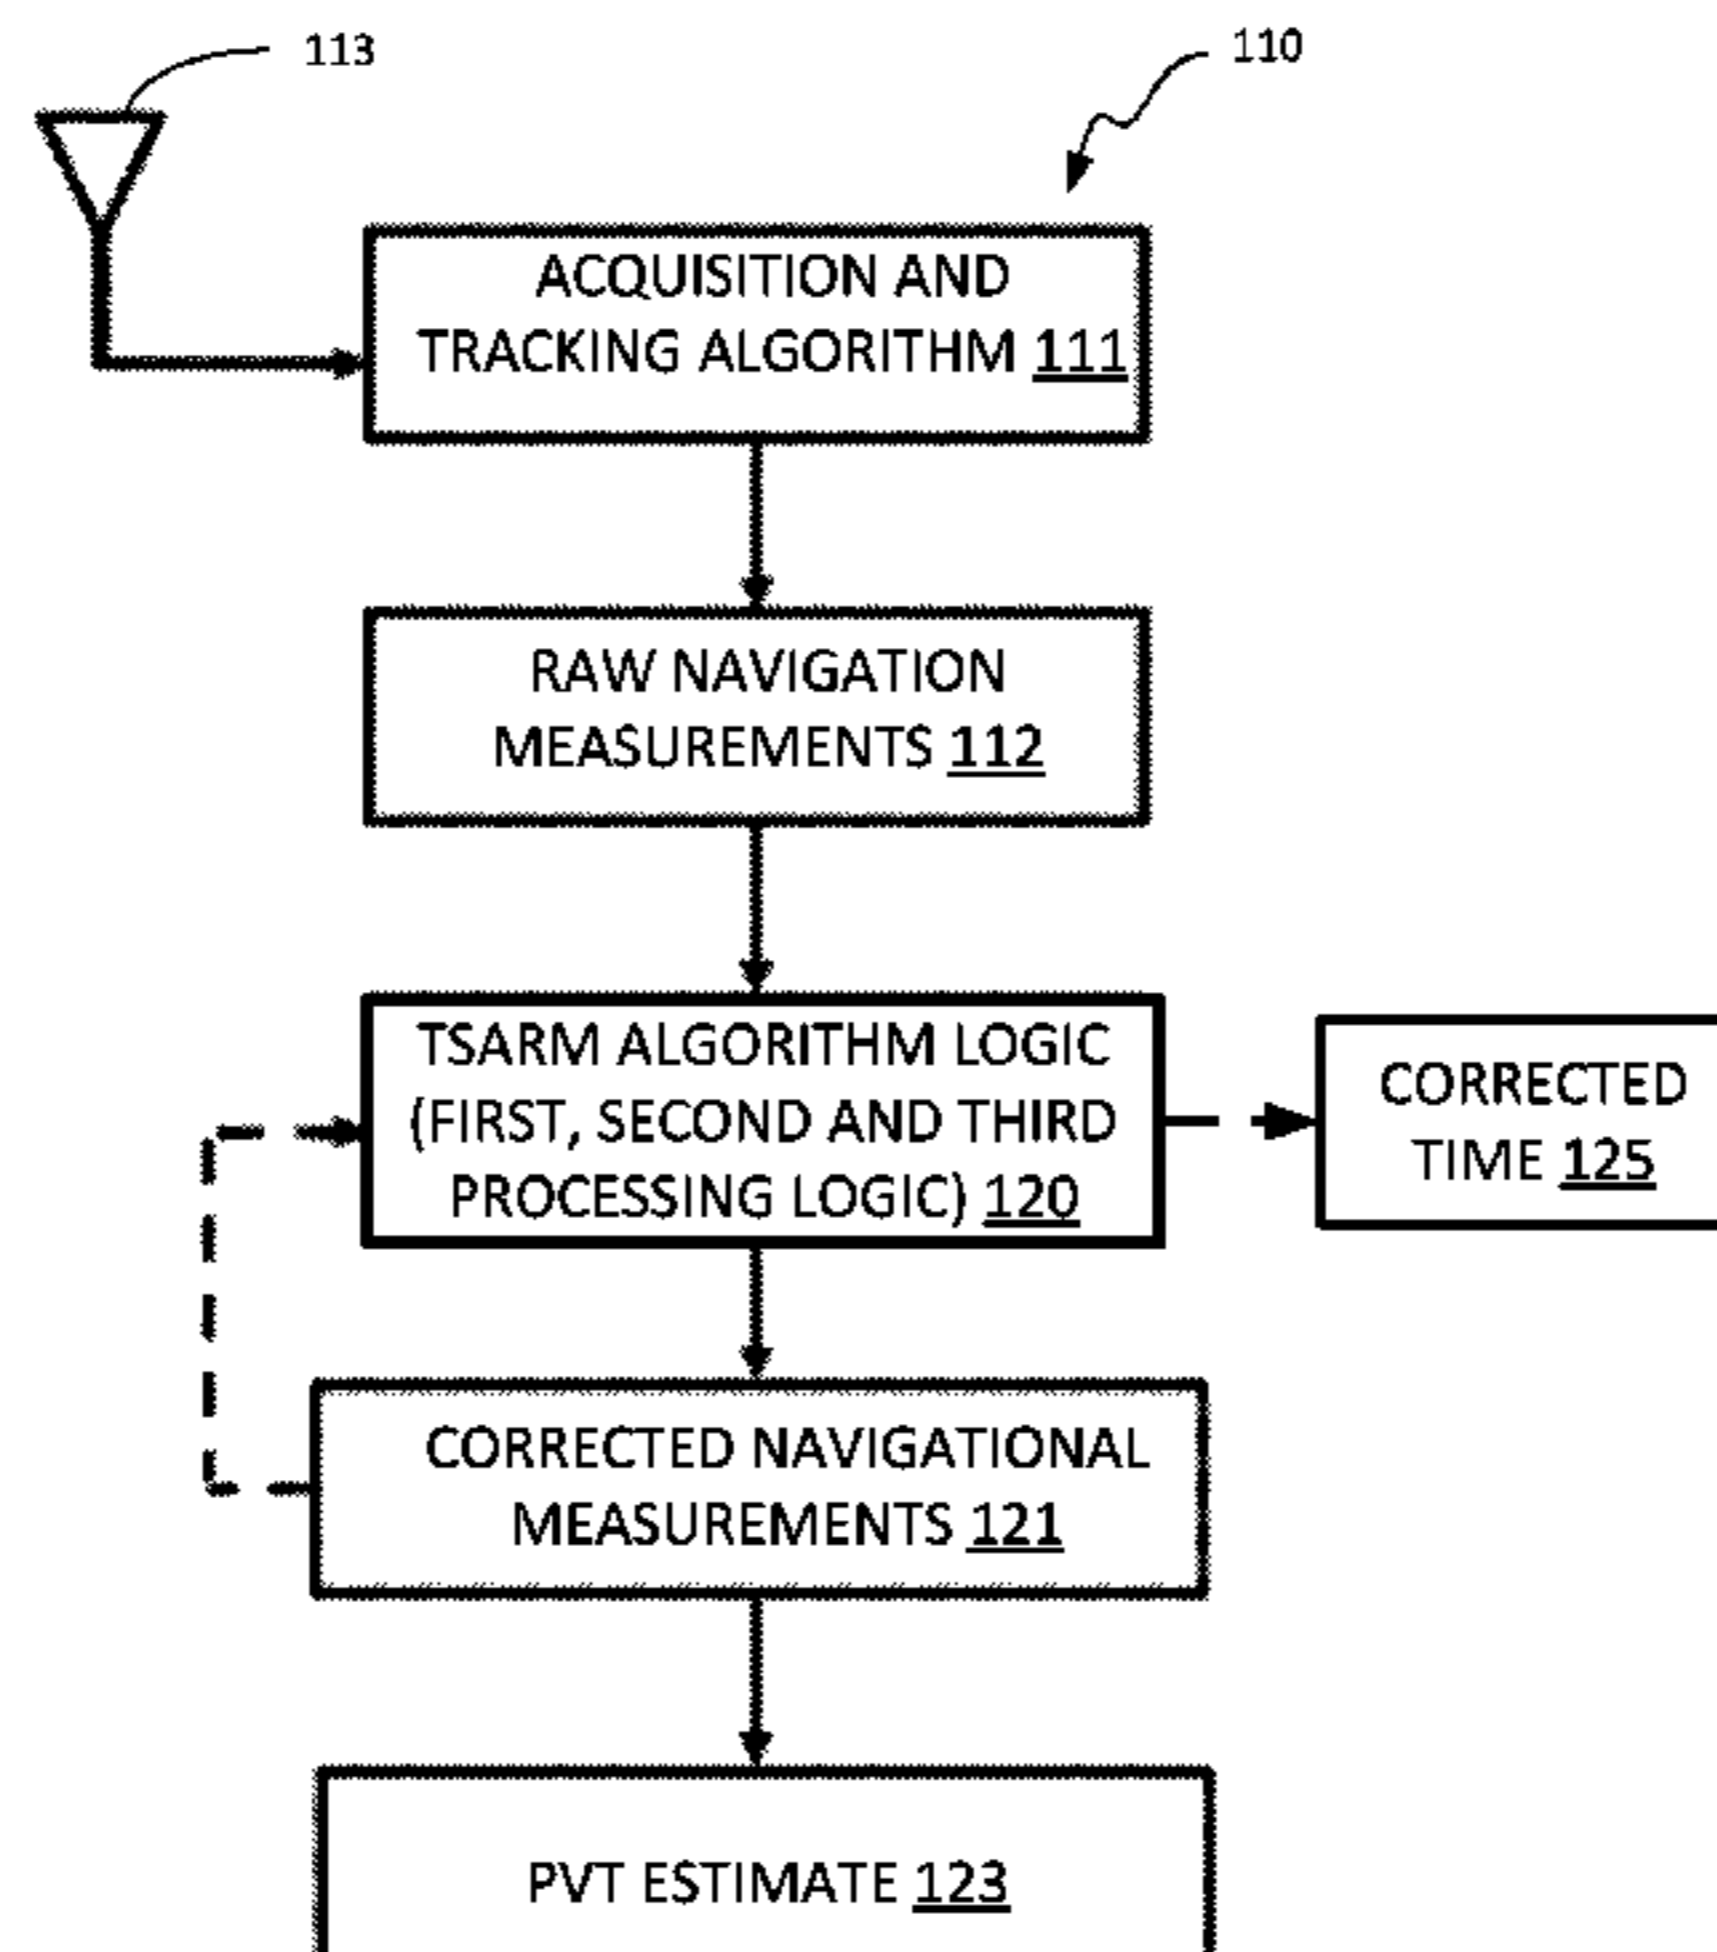 113
110
ACQUISITION AND
TRACKING ALGORITHM 111
RAW NAVIGATION
MEASUREMENTS 112
TSARM ALGORITHM LOGIC
(FIRST, SECOND AND THIRD
PROCESSING LOGIC) 120
CORRECTED
TIME 125
CORRECTED NAVIGATIONAL
MEASUREMENTS 121
PVT ESTIMATE 123